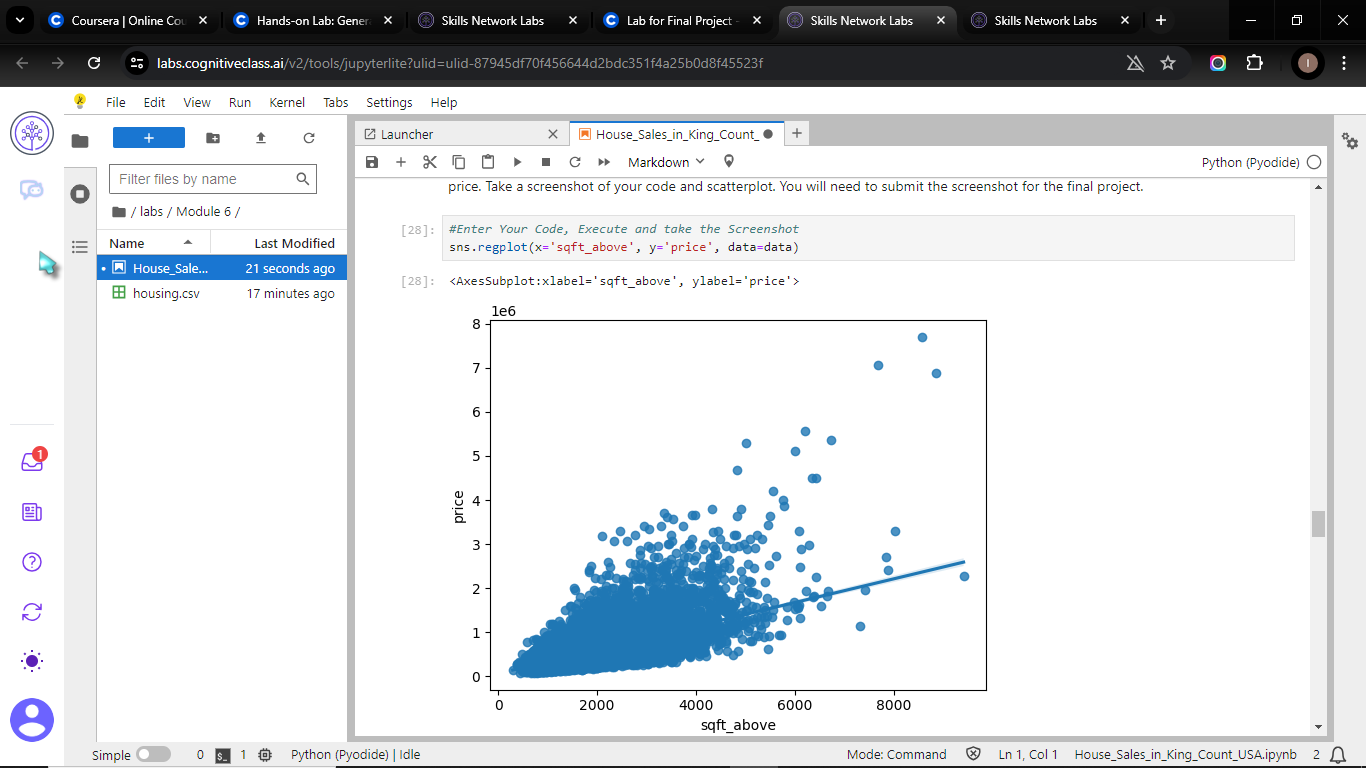 Coursera | Online Cou
Hands-on Lab: Genera
Skills Network Labs
Lab for Final Project -
Skills Network Labs
Skills Network Labs
labs.cognitiveclass.ai/v2/tools/jupyterlite?ulid=ulid-87945df70f456644d2bdc351f4a25b0d8f45523f
I
File Edit View Run Kernel Tabs Settings Help
Launcher
House_Sales_in_King_Count_
Markdown
Python (Pyodide)
Filter files by name
/ labs / Module 6 /
Name Last Modified
House_Sale... 21 seconds ago
housing.csv 17 minutes ago
1
price. Take a screenshot of your code and scatterplot. You will need to submit the screenshot for the final project.
[28]: #Enter Your Code, Execute and take the Screenshot
sns.regplot(x='sqft_above', y='price', data=data)
[28]: <AxesSubplot:xlabel='sqft_above', ylabel='price'>
1e6
8
7
6
5
4
3
2
1
0
price
0 2000 4000 6000 8000
sqft_above
Simple 0 $_ 1 Python (Pyodide) | Idle Mode: Command Ln 1, Col 1 House_Sales_in_King_Count_USA.ipynb 2